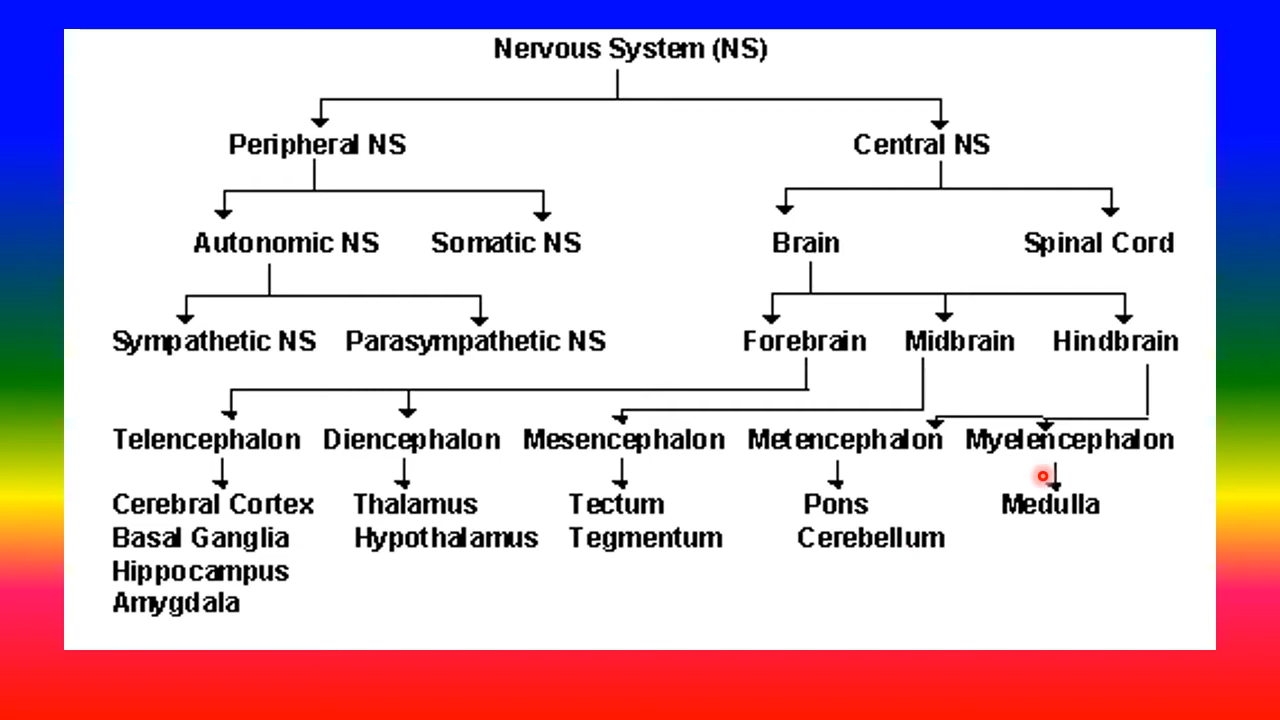 Nervous System (NS)
Peripheral NS Central NS
Autonomic NS Somatic NS Brain Spinal Cord
Sympathetic NS Parasympathetic NS Forebrain Midbrain Hindbrain
Telencephalon Diencephalon Mesencephalon Metencephalon Myelencephalon
Cerebral Cortex Thalamus Tectum Pons Medulla
Basal Ganglia Hypothalamus Tegmentum Cerebellum
Hippocampus
Amygdala